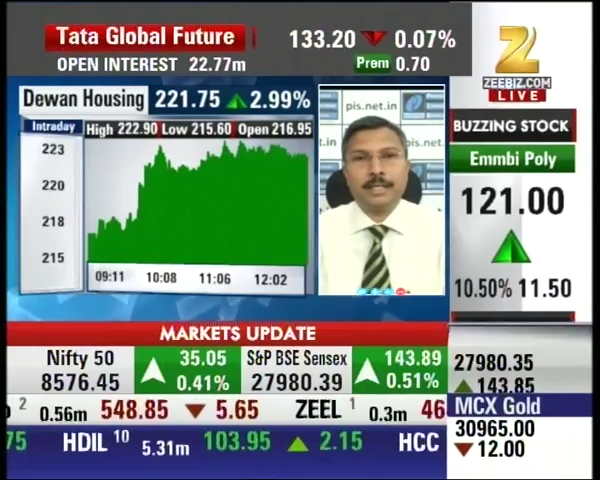 Tata Global Future
133.20 0.07%
OPEN INTEREST 22.77m
Prem 0.70
Z
ZEEBIZ.COM
LIVE
Dewan Housing 221.75 2.99%
Intraday High 222.90 Low 215.60 Open 216.95
223
220
218
215
09:11 10:08 11:06 12:02
pis.net.in
t.in
pis
BUZZING STOCK
Emmbi Poly
121.00
10.50% 11.50
MARKETS UPDATE
Nifty 50 35.05 S&P BSE Sensex 143.89
8576.45 0.41% 27980.39 0.51%
27980.35
143.85
2 0.56m 548.85 5.65 ZEEL 1 0.3m 46
MCX Gold
30965.00
12.00
75 HDIL 10 5.31m 103.95 2.15 HCC